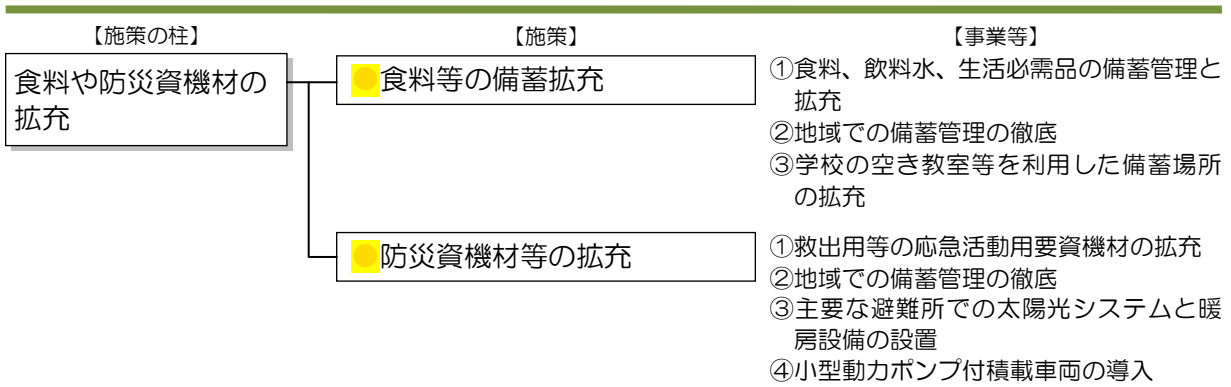 【施策の柱】
【施策】
【事業等】
食料や防災資機材の
拡充
●食料等の備蓄拡充
①食料、飲料水、生活必需品の備蓄管理と
拡充
②地域での備蓄管理の徹底
③学校の空き教室等を利用した備蓄場所
の拡充
●防災資機材等の拡充
①救出用等の応急活動用要資機材の拡充
②地域での備蓄管理の徹底
③主要な避難所での太陽光システムと暖
房設備の設置
④小型動力ポンプ付積載車両の導入